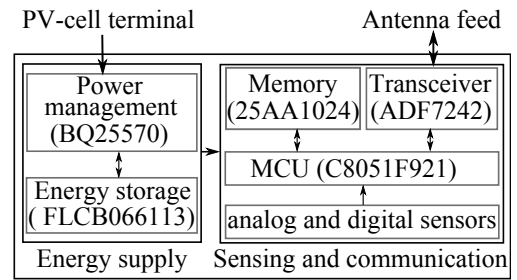 PV-cell terminal
Antenna feed
Power
management
(BQ25570)
Energy storage
( FLCB066113)
Energy supply
Memory
(25AA1024)
Transceiver
(ADF7242)
MCU (C8051F921)
analog and digital sensors
Sensing and communication